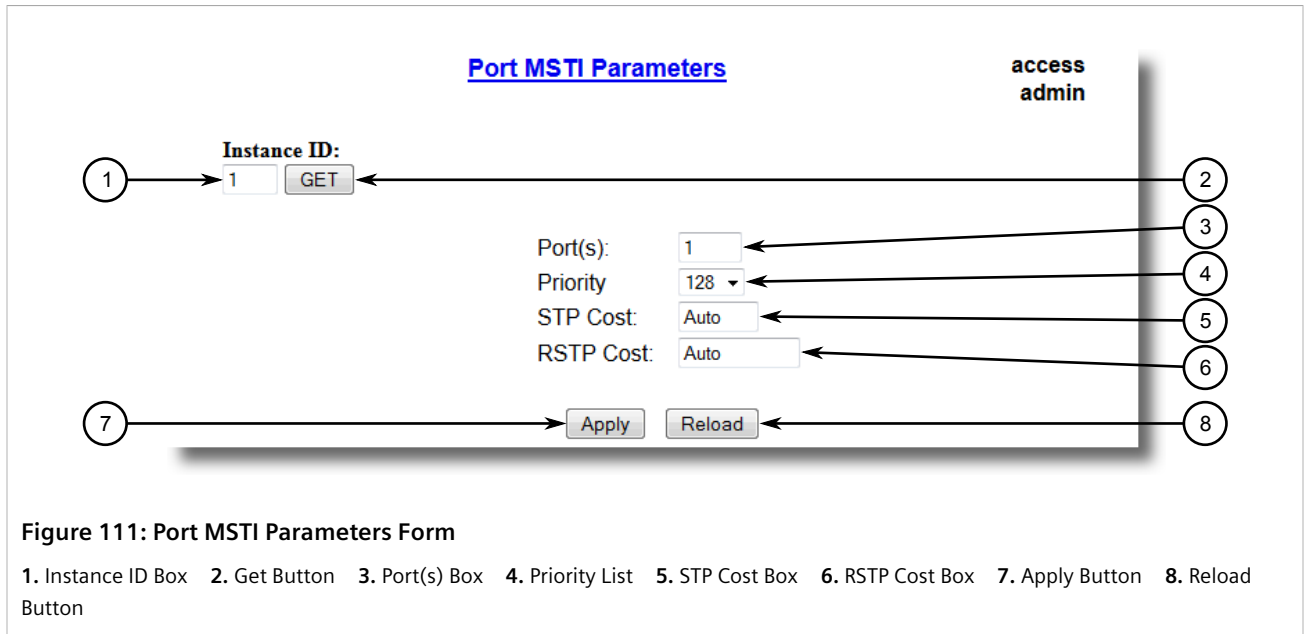 Port MSTI Parameters
access
admin
Instance ID:
1
1
GET
2
3
Port(s):
1
Priority
128
4
STP Cost:
Auto
5
RSTP Cost:
Auto
6
7
Apply
Reload
8
Figure 111: Port MSTI Parameters Form
1. Instance ID Box 2. Get Button 3. Port(s) Box 4. Priority List 5. STP Cost Box 6. RSTP Cost Box 7. Apply Button 8. Reload
Button